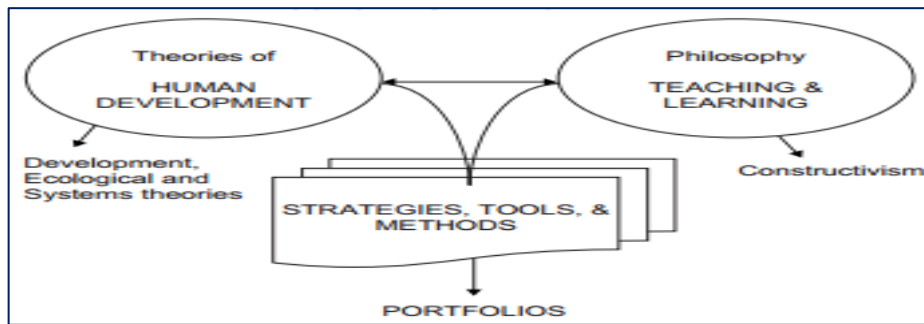 Theories of
HUMAN
DEVELOPMENT
Philosophy
TEACHING &
LEARNING
Development,
Ecological and
Systems theories
Constructivism
STRATEGIES, TOOLS, &
METHODS
PORTFOLIOS